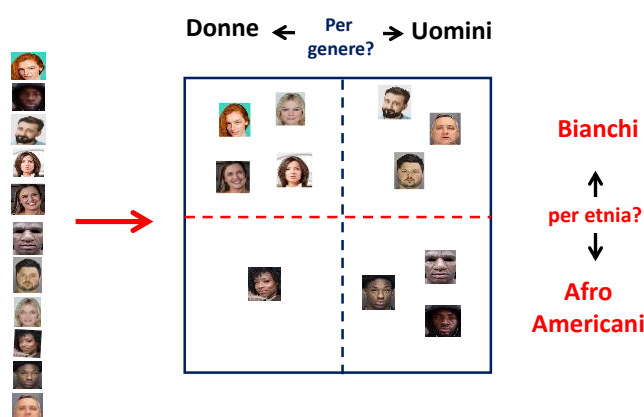 Donne
Per
genere?
Uomini
Bianchi
per etnia?
Afro
Americani